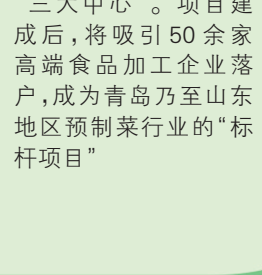 三大中心”。项目建
成后，将吸引50余家
高端食品加工企业落
户，成为青岛乃至山东
地区预制菜行业的“标
杆项目”